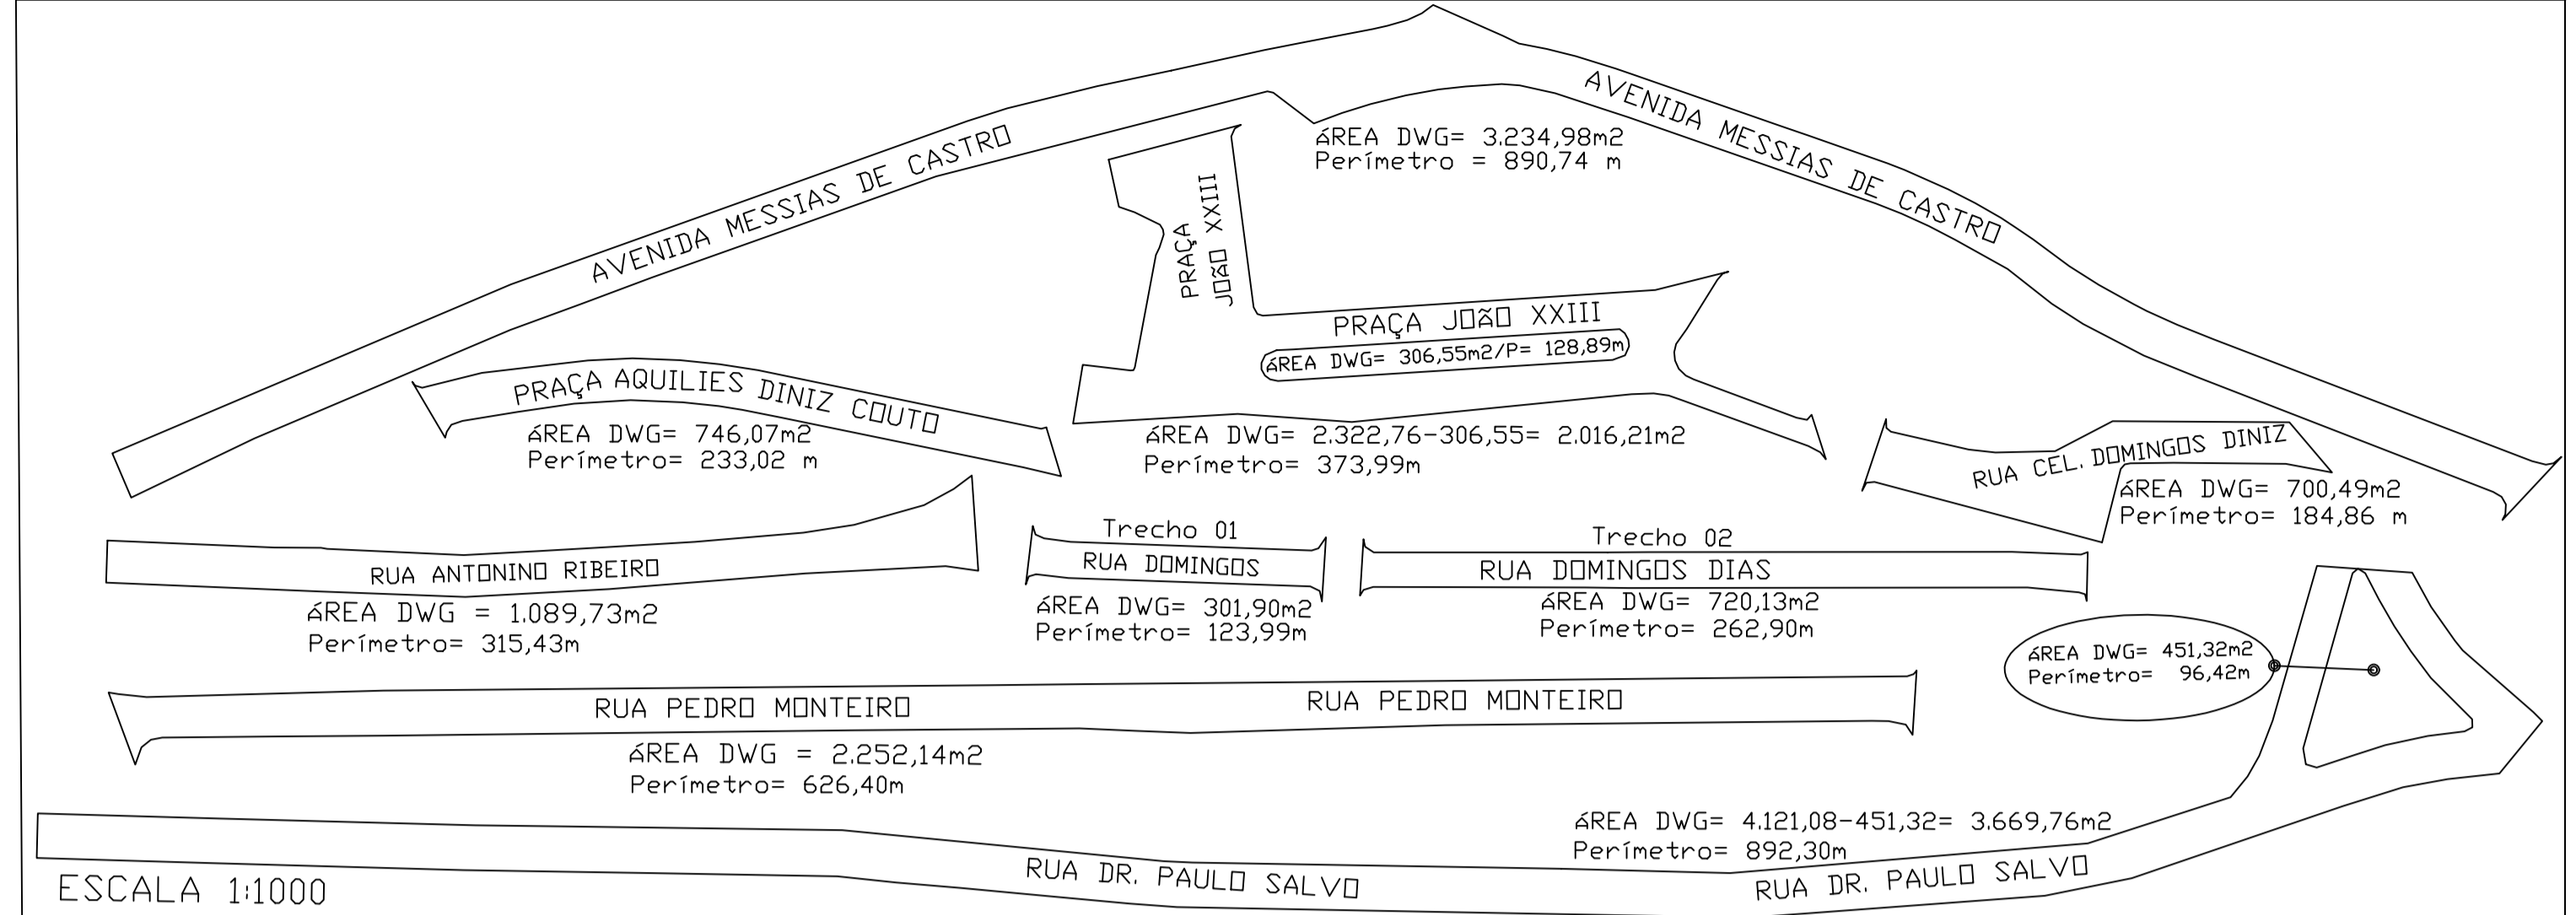 AVENIDA MESSIAS DE CASTRO
AVENIDA MESSIAS DE CASTRO
áREA DWG= 3.234,98m2
Perímetro = 890,74 m
PRAÇA
JOãO XXIII
PRAÇA JOãO XXIII
áREA DWG= 306,55m2/P= 128,89m
áREA DWG= 2.322,76-306,55= 2.016,21m2
Perímetro= 373,99m
PRAÇA AQUILIES DINIZ COUTO
áREA DWG= 746,07m2
Perímetro= 233,02 m
RUA CEL. DOMINGOS DINIZ
áREA DWG= 700,49m2
Perímetro= 184,86 m
RUA ANTONINO RIBEIRO
áREA DWG = 1.089,73m2
Perímetro= 315,43m
Trecho 01
RUA DOMINGOS
áREA DWG= 301,90m2
Perímetro= 123,99m
Trecho 02
RUA DOMINGOS DIAS
áREA DWG= 720,13m2
Perímetro= 262,90m
áREA DWG= 451,32m2
Perímetro= 96,42m
RUA PEDRO MONTEIRO
RUA PEDRO MONTEIRO
áREA DWG = 2.252,14m2
Perímetro= 626,40m
áREA DWG= 4.121,08-451,32= 3.669,76m2
Perímetro= 892,30m
RUA DR. PAULO SALVO
RUA DR. PAULO SALVO
ESCALA 1:1000